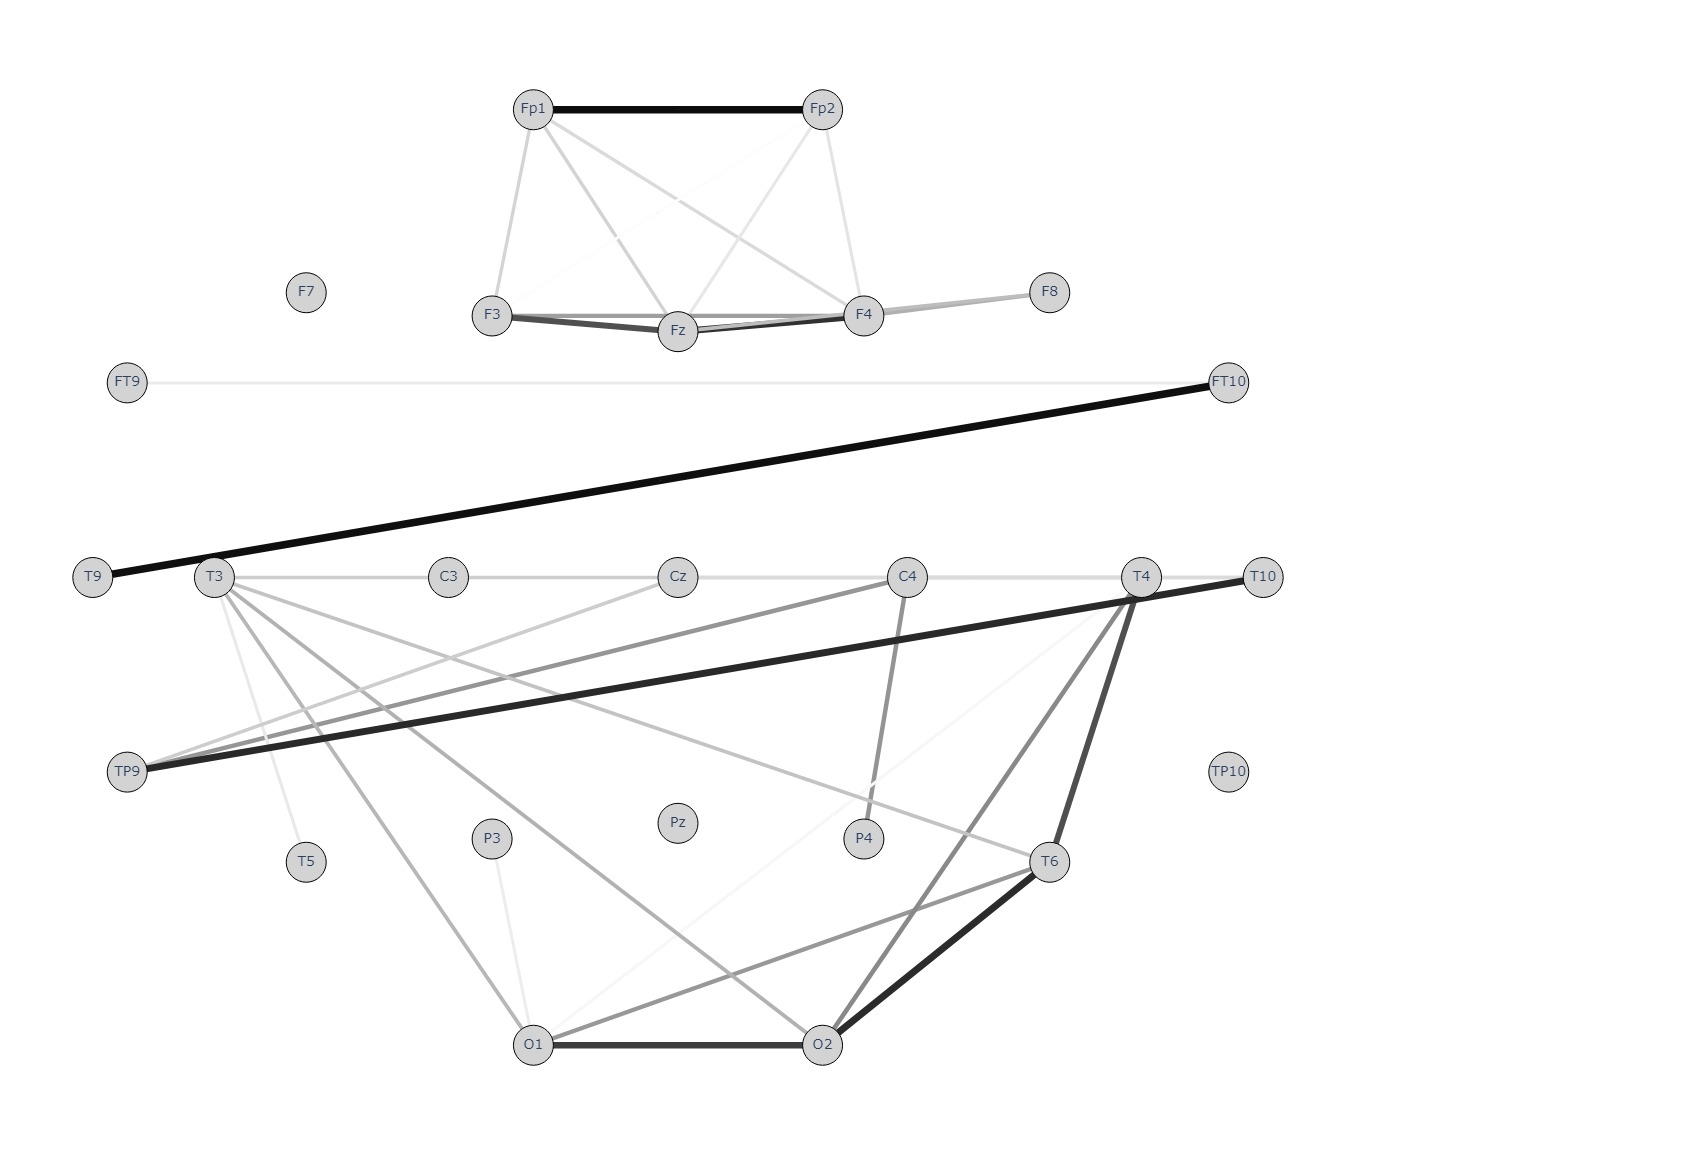 Fp1 Fp2
F7 F3 Fz F4 F8
FT9 FT10
T9 T3 C3 Cz C4 T4 T10
TP9 TP10
T5 P3 Pz P4 T6
O1 O2